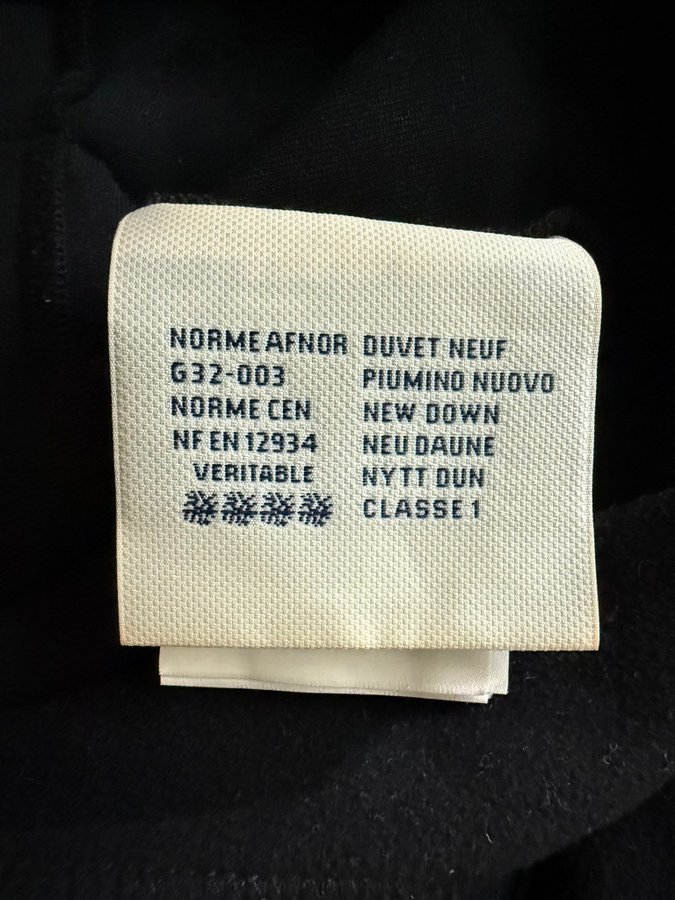 NORME AFNOR
G32-003
NORME CEN
NF EN 12934
VERITABLE
DUVET NEUF
PIUMINO NUOVO
NEW DOWN
NEU DAUNE
NYTT DUN
CLASSE 1